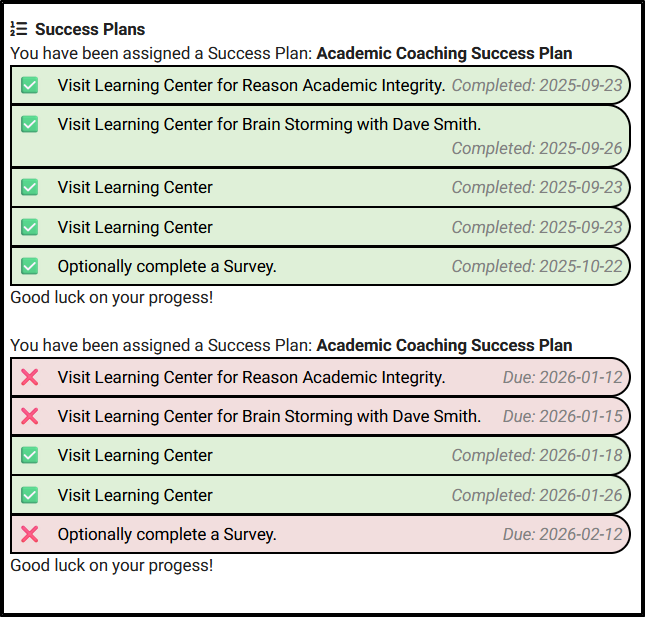 Success Plans
You have been assigned a Success Plan: Academic Coaching Success Plan
Visit Learning Center for Reason Academic Integrity. Completed: 2025-09-23
Visit Learning Center for Brain Storming with Dave Smith.
Completed: 2025-09-26
Visit Learning Center Completed: 2025-09-23
Visit Learning Center Completed: 2025-09-23
Optionally complete a Survey. Completed: 2025-10-22
Good luck on your progess!
You have been assigned a Success Plan: Academic Coaching Success Plan
Visit Learning Center for Reason Academic Integrity. Due: 2026-01-12
Visit Learning Center for Brain Storming with Dave Smith. Due: 2026-01-15
Visit Learning Center Completed: 2026-01-18
Visit Learning Center Completed: 2026-01-26
Optionally complete a Survey. Due: 2026-02-12
Good luck on your progess!